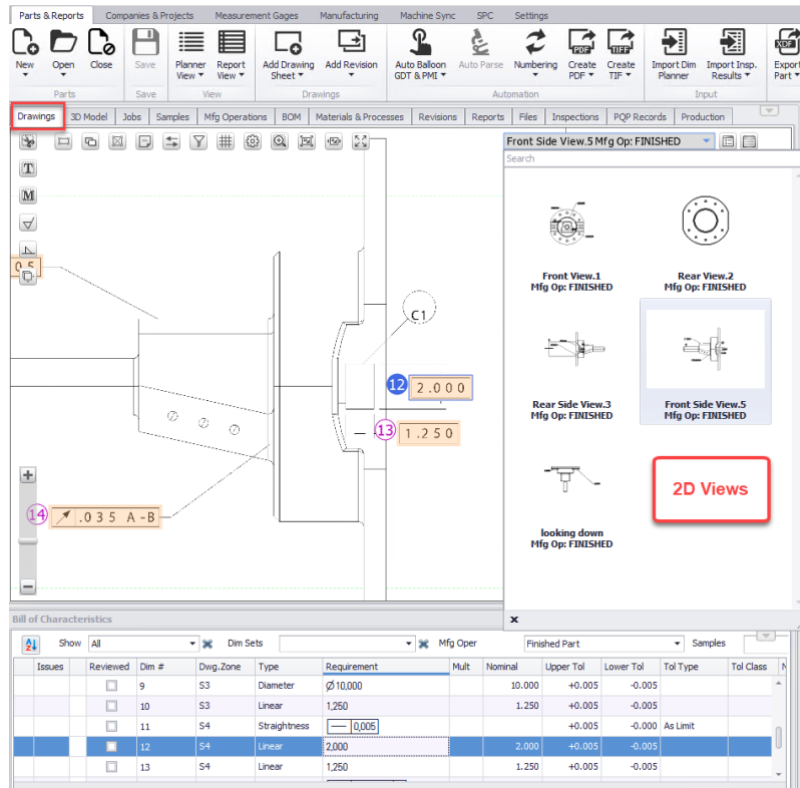 Parts & Reports Companies & Projects Measurement Gages Manufacturing Machine Sync SPC Settings
New Open Close Save Planner View Report View Add Drawing Sheet Add Revision Auto Balloon GDT & PMI Auto Parse Numbering Create PDF Create TIF Import Dim Planner Import Insp. Results Export Part
Parts Save View Drawings Automation Input
Drawings 3D Model Jobs Samples Mfg Operations BOM Materials & Processes Revisions Reports Files Inspections PQP Records Production
Front Side View.5 Mfg Op: FINISHED
Search
T
M
0.5
C1
12 2.000
13 1.250
14 .035 A-B
Front View.1
Mfg Op: FINISHED
Rear View.2
Mfg Op: FINISHED
Rear Side View.3
Mfg Op: FINISHED
Front Side View.5
Mfg Op: FINISHED
looking down
Mfg Op: FINISHED
2D Views
x
Bill of Characteristics
Show All Dim Sets Mfg Oper Finished Part Samples
Issues Reviewed Dim # Dwg.Zone Type Requirement Mult Nominal Upper Tol Lower Tol Tol Type Tol Class N
9 S3 Diameter Ø10,000 10.000 +0.005 -0.005
10 S3 Linear 1,250 1.250 +0.005 -0.005
11 S4 Straightness 0,005 +0.005 -0.000 As Limit
12 S4 Linear 2,000 2.000 +0.005 -0.005
13 S4 Linear 1,250 1.250 +0.005 -0.005